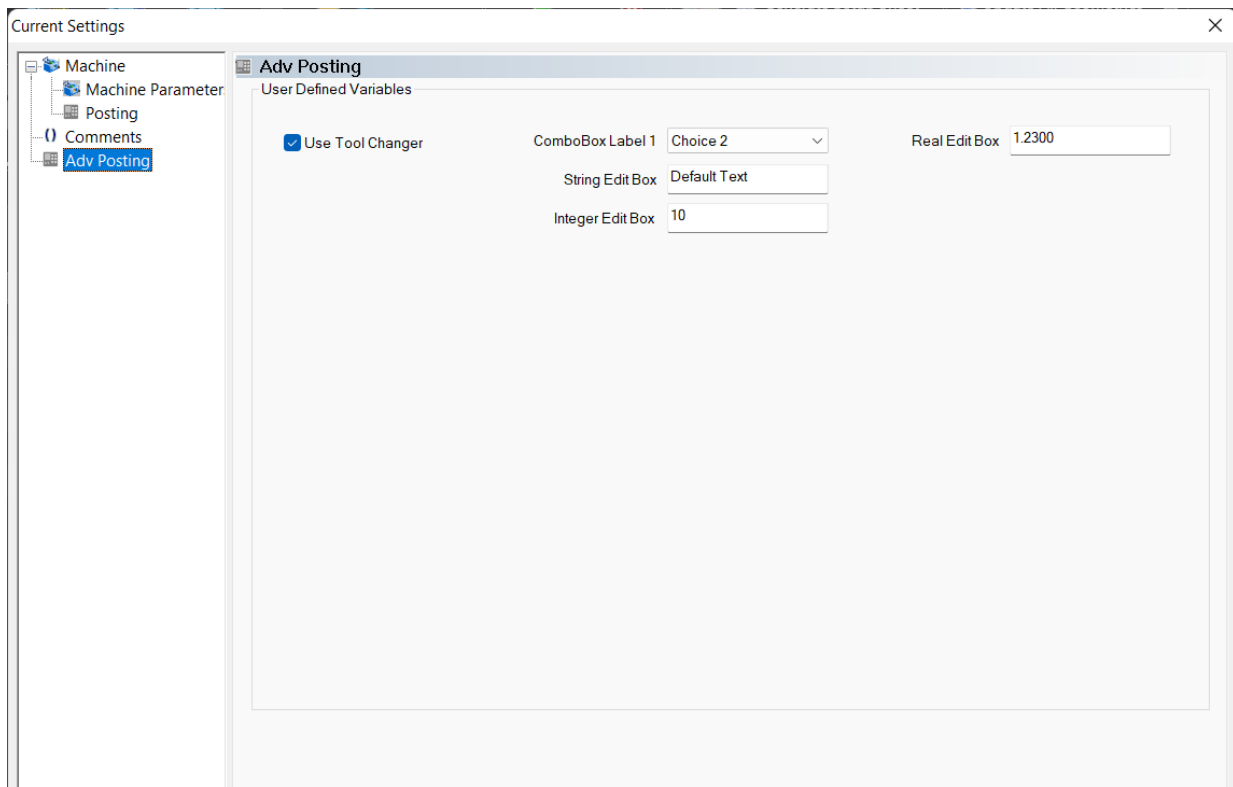 Current Settings
Machine
Machine Parameter
Posting
Comments
Adv Posting
Adv Posting
User Defined Variables
Use Tool Changer
ComboBox Label 1 Choice 2
Real Edit Box 1.2300
String Edit Box Default Text
Integer Edit Box 10